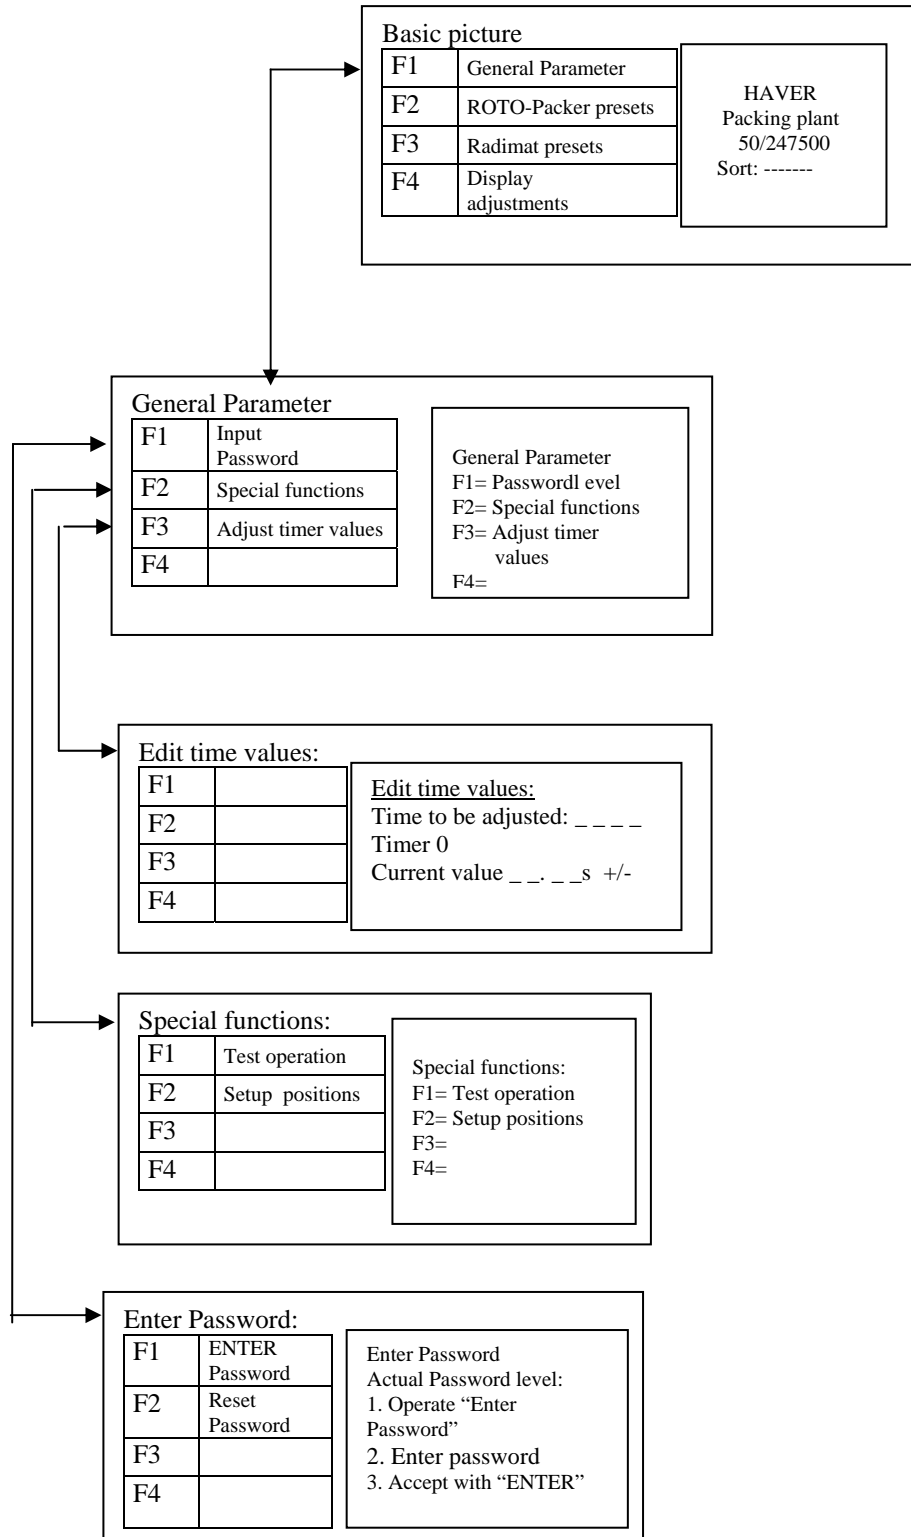 Basic picture
F1 General Parameter
F2 ROTO-Packer presets
F3 Radimat presets
F4 Display
adjustments
HAVER
Packing plant
50/247500
Sort: -------
General Parameter
F1 Input
Password
F2 Special functions
F3 Adjust timer values
F4
General Parameter
F1= Passwordl evel
F2= Special functions
F3= Adjust timer
values
F4=
Edit time values:
F1
F2
F3
F4
Edit time values:
Time to be adjusted: _ _ _ _
Timer 0
Current value _ _. _ _s +/-
Special functions:
F1 Test operation
F2 Setup positions
F3
F4
Special functions:
F1= Test operation
F2= Setup positions
F3=
F4=
Enter Password:
F1 ENTER
Password
F2 Reset
Password
F3
F4
Enter Password
Actual Password level:
1. Operate “Enter
Password”
2. Enter password
3. Accept with “ENTER”